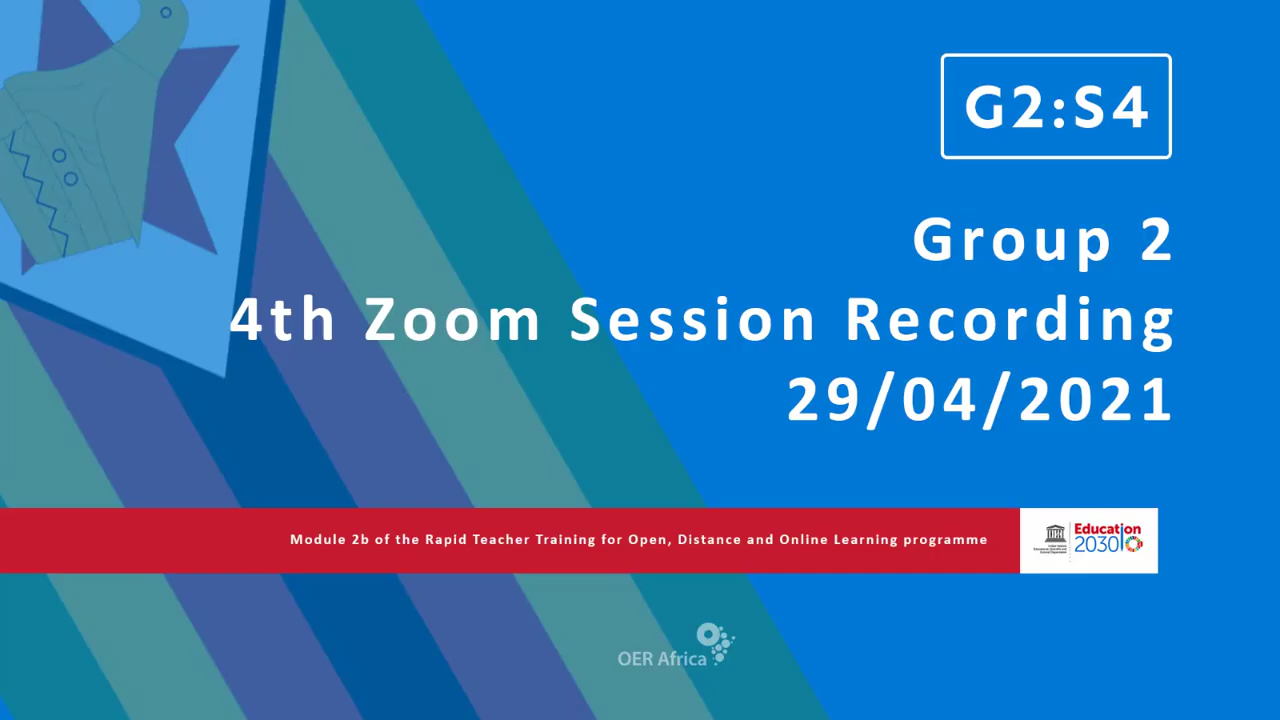 G2:S4
Group 2
4th Zoom Session Recording
29/04/2021
Module 2b of the Rapid Teacher Training for Open, Distance and Online Learning programme
Education
2030
OER Africa